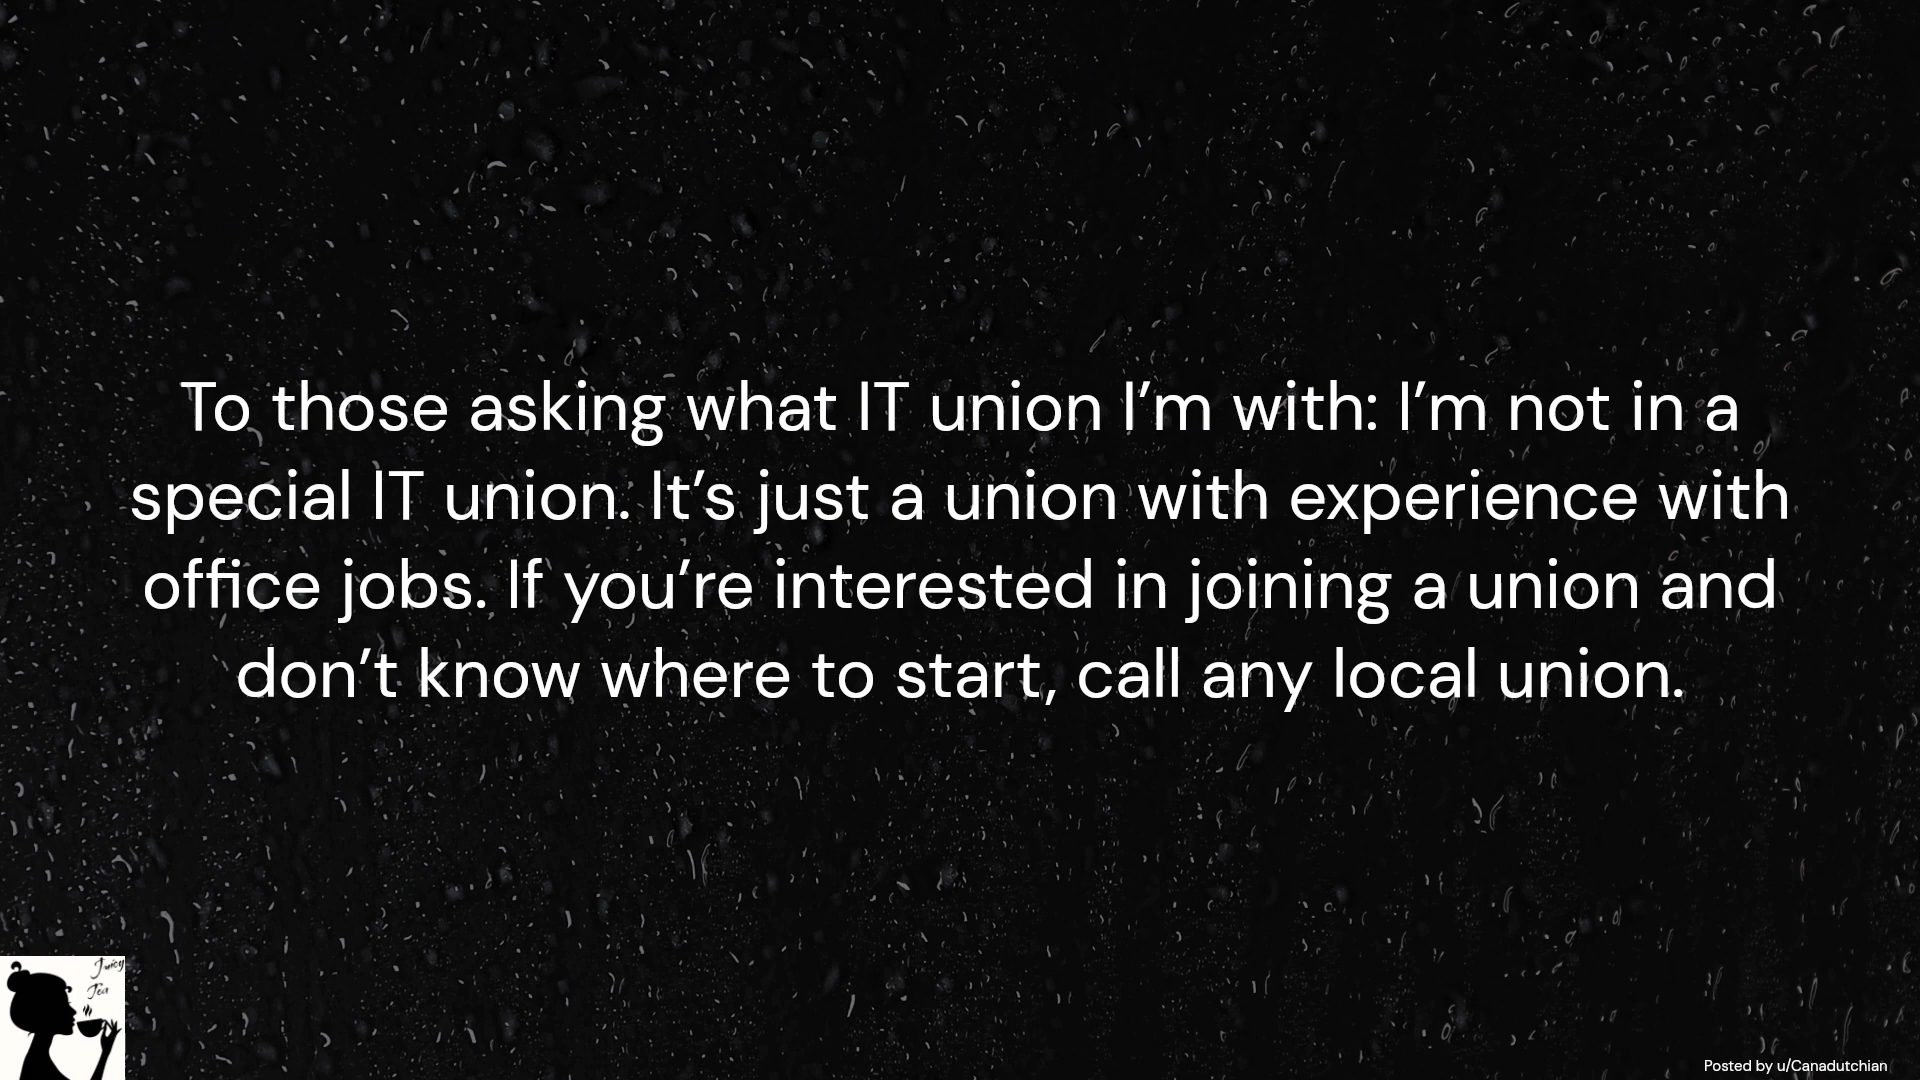 To those asking what IT union I’m with: I’m not in a
special IT union. It’s just a union with experience with
office jobs. If you’re interested in joining a union and
don’t know where to start, call any local union.
Juicy
Tea
Posted by u/Canadutchian